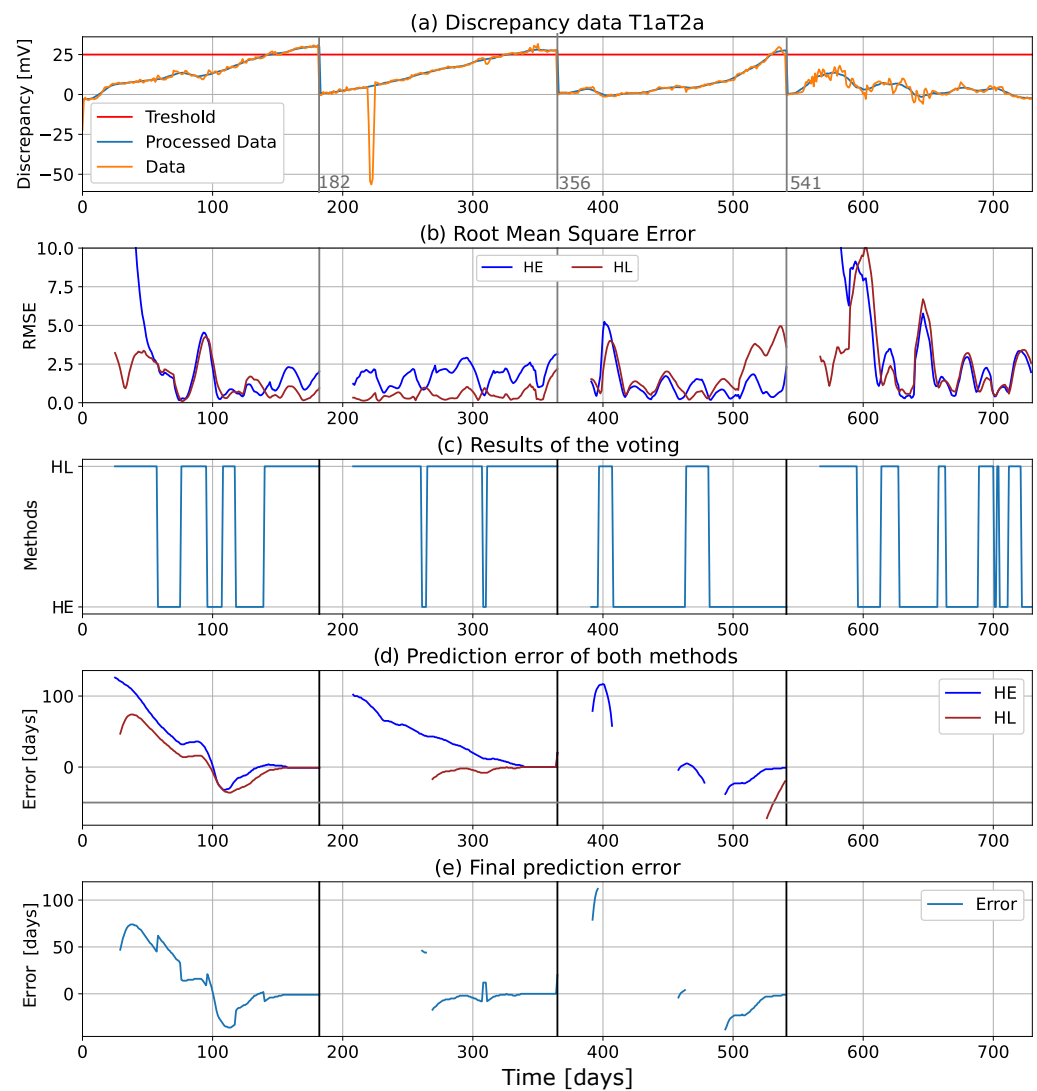 (a) Discrepancy data T1aT2a
Discrepancy [mV]
25
0
−25
−50
Treshold
Processed Data
Data
182
356
541
0 100 200 300 400 500 600 700
(b) Root Mean Square Error
RMSE
10.0
7.5
5.0
2.5
0.0
HE HL
0 100 200 300 400 500 600 700
(c) Results of the voting
Methods
HL
HE
0 100 200 300 400 500 600 700
(d) Prediction error of both methods
Error [days]
100
0
HE
HL
0 100 200 300 400 500 600 700
(e) Final prediction error
Error [days]
100
50
0
Error
0 100 200 300 400 500 600 700
Time [days]